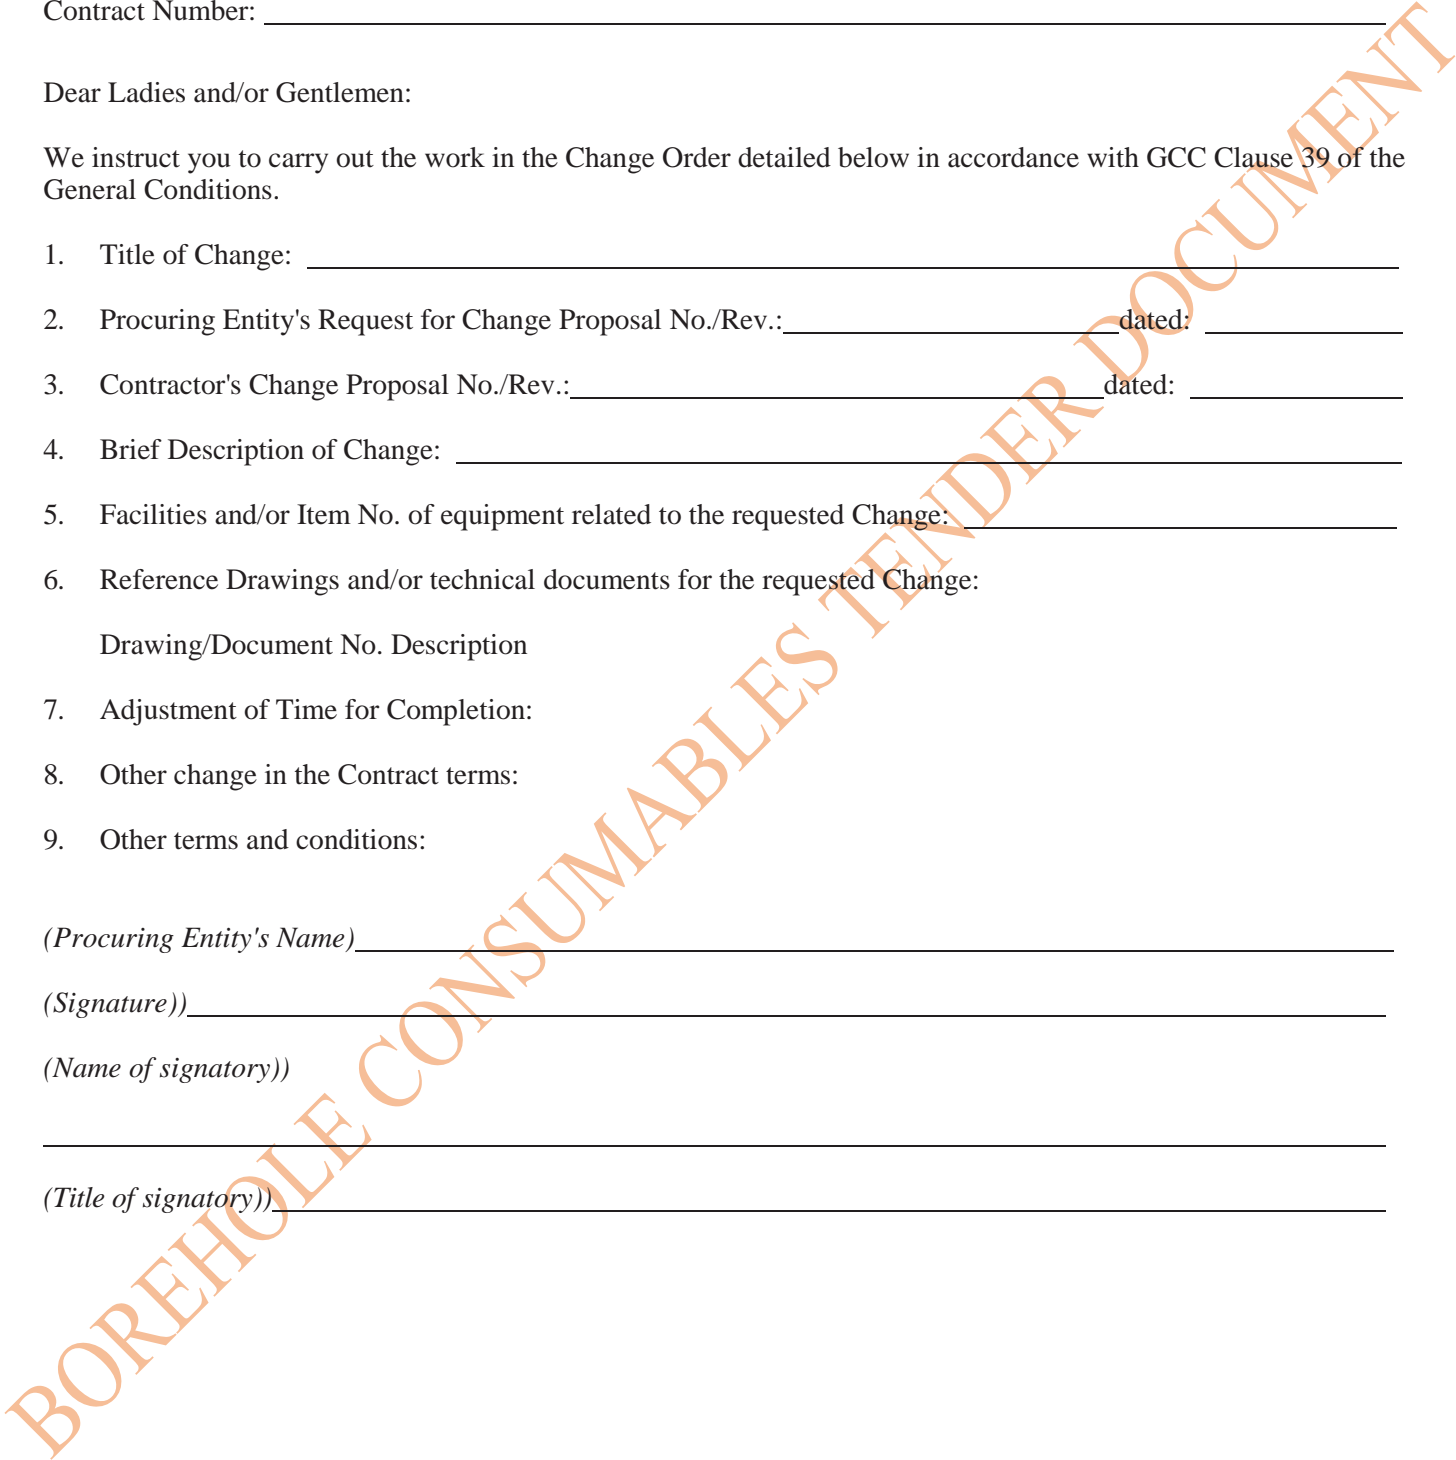 Contract Number:
Dear Ladies and/or Gentlemen:
We instruct you to carry out the work in the Change Order detailed below in accordance with GCC Clause 39 of the
General Conditions.
1. Title of Change:
2. Procuring Entity's Request for Change Proposal No./Rev.: dated:
3. Contractor's Change Proposal No./Rev.: dated:
4. Brief Description of Change:
5. Facilities and/or Item No. of equipment related to the requested Change:
6. Reference Drawings and/or technical documents for the requested Change:
Drawing/Document No. Description
7. Adjustment of Time for Completion:
8. Other change in the Contract terms:
9. Other terms and conditions:
(Procuring Entity's Name)
(Signature))
(Name of signatory))
(Title of signatory))
BOREHOLE CONSUMABLES TENDER DOCUMENT